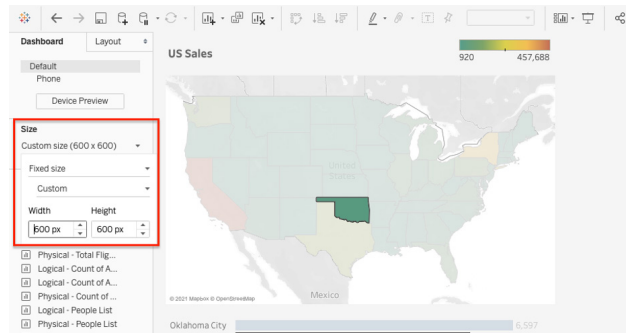 Dashboard Layout
Default
Phone
Device Preview
Size
Custom size (600 x 600)
Fixed size
Custom
Width Height
600 px 600 px
Physical - Total Flig...
Logical - Count of A...
Logical - Count of A...
Physical - Count of ...
Logical - People List
Physical - People List
US Sales
920 457,688
United
States
Mexico
© 2021 Mapbox © OpenStreetMap
Oklahoma City 6,597